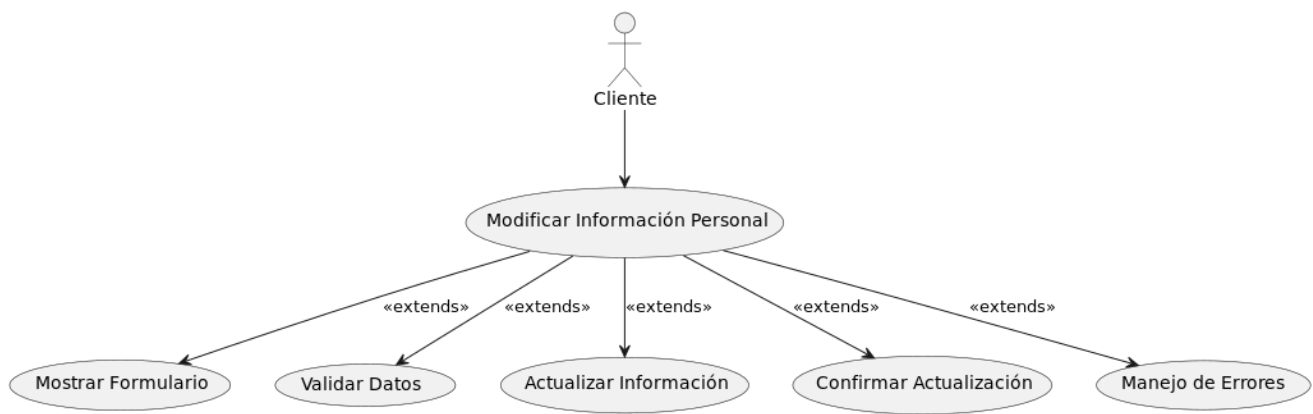 Cliente
Modificar Información Personal
«extends»
«extends»
«extends»
«extends»
«extends»
Mostrar Formulario
Validar Datos
Actualizar Información
Confirmar Actualización
Manejo de Errores